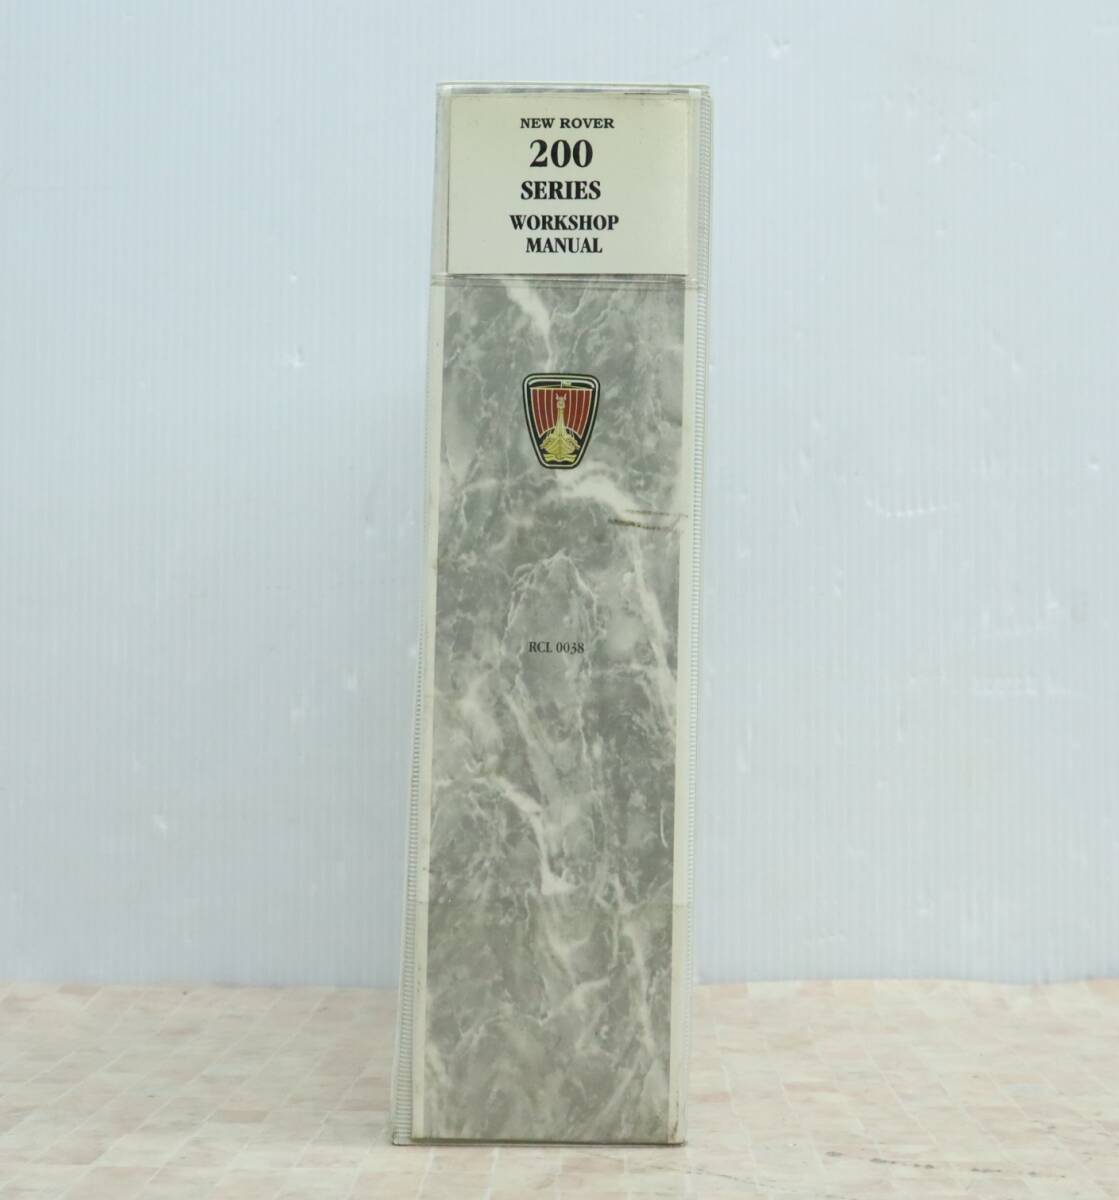 NEW ROVER
200
SERIES
WORKSHOP
MANUAL
RCL 0038